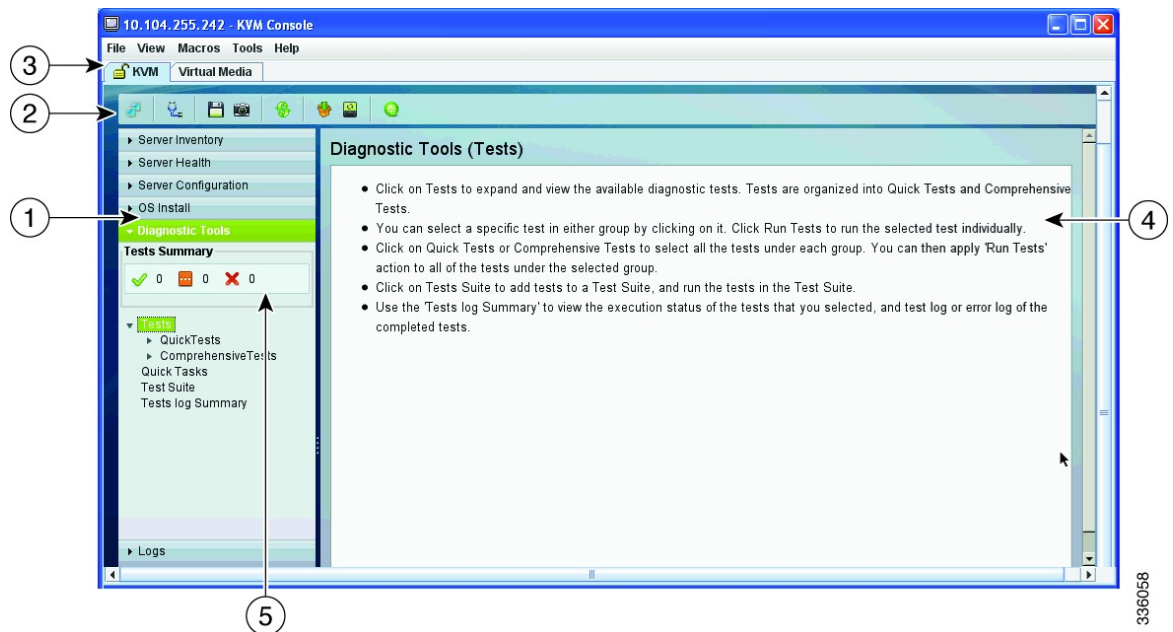 10.104.255.242 - KVM Console
File View Macros Tools Help
3
KVM Virtual Media
2
Server Inventory
Server Health
Server Configuration
OS Install
1
Diagnostic Tools
Tests Summary
0 0 0
Tests
QuickTests
ComprehensiveTests
Quick Tasks
Test Suite
Tests log Summary
Logs
5
Diagnostic Tools (Tests)
Click on Tests to expand and view the available diagnostic tests. Tests are organized into Quick Tests and Comprehensive
Tests.
You can select a specific test in either group by clicking on it. Click Run Tests to run the selected test individually.
Click on Quick Tests or Comprehensive Tests to select all the tests under each group. You can then apply 'Run Tests'
action to all of the tests under the selected group.
Click on Tests Suite to add tests to a Test Suite, and run the tests in the Test Suite.
Use the 'Tests log Summary' to view the execution status of the tests that you selected, and test log or error log of the
completed tests.
4
336058